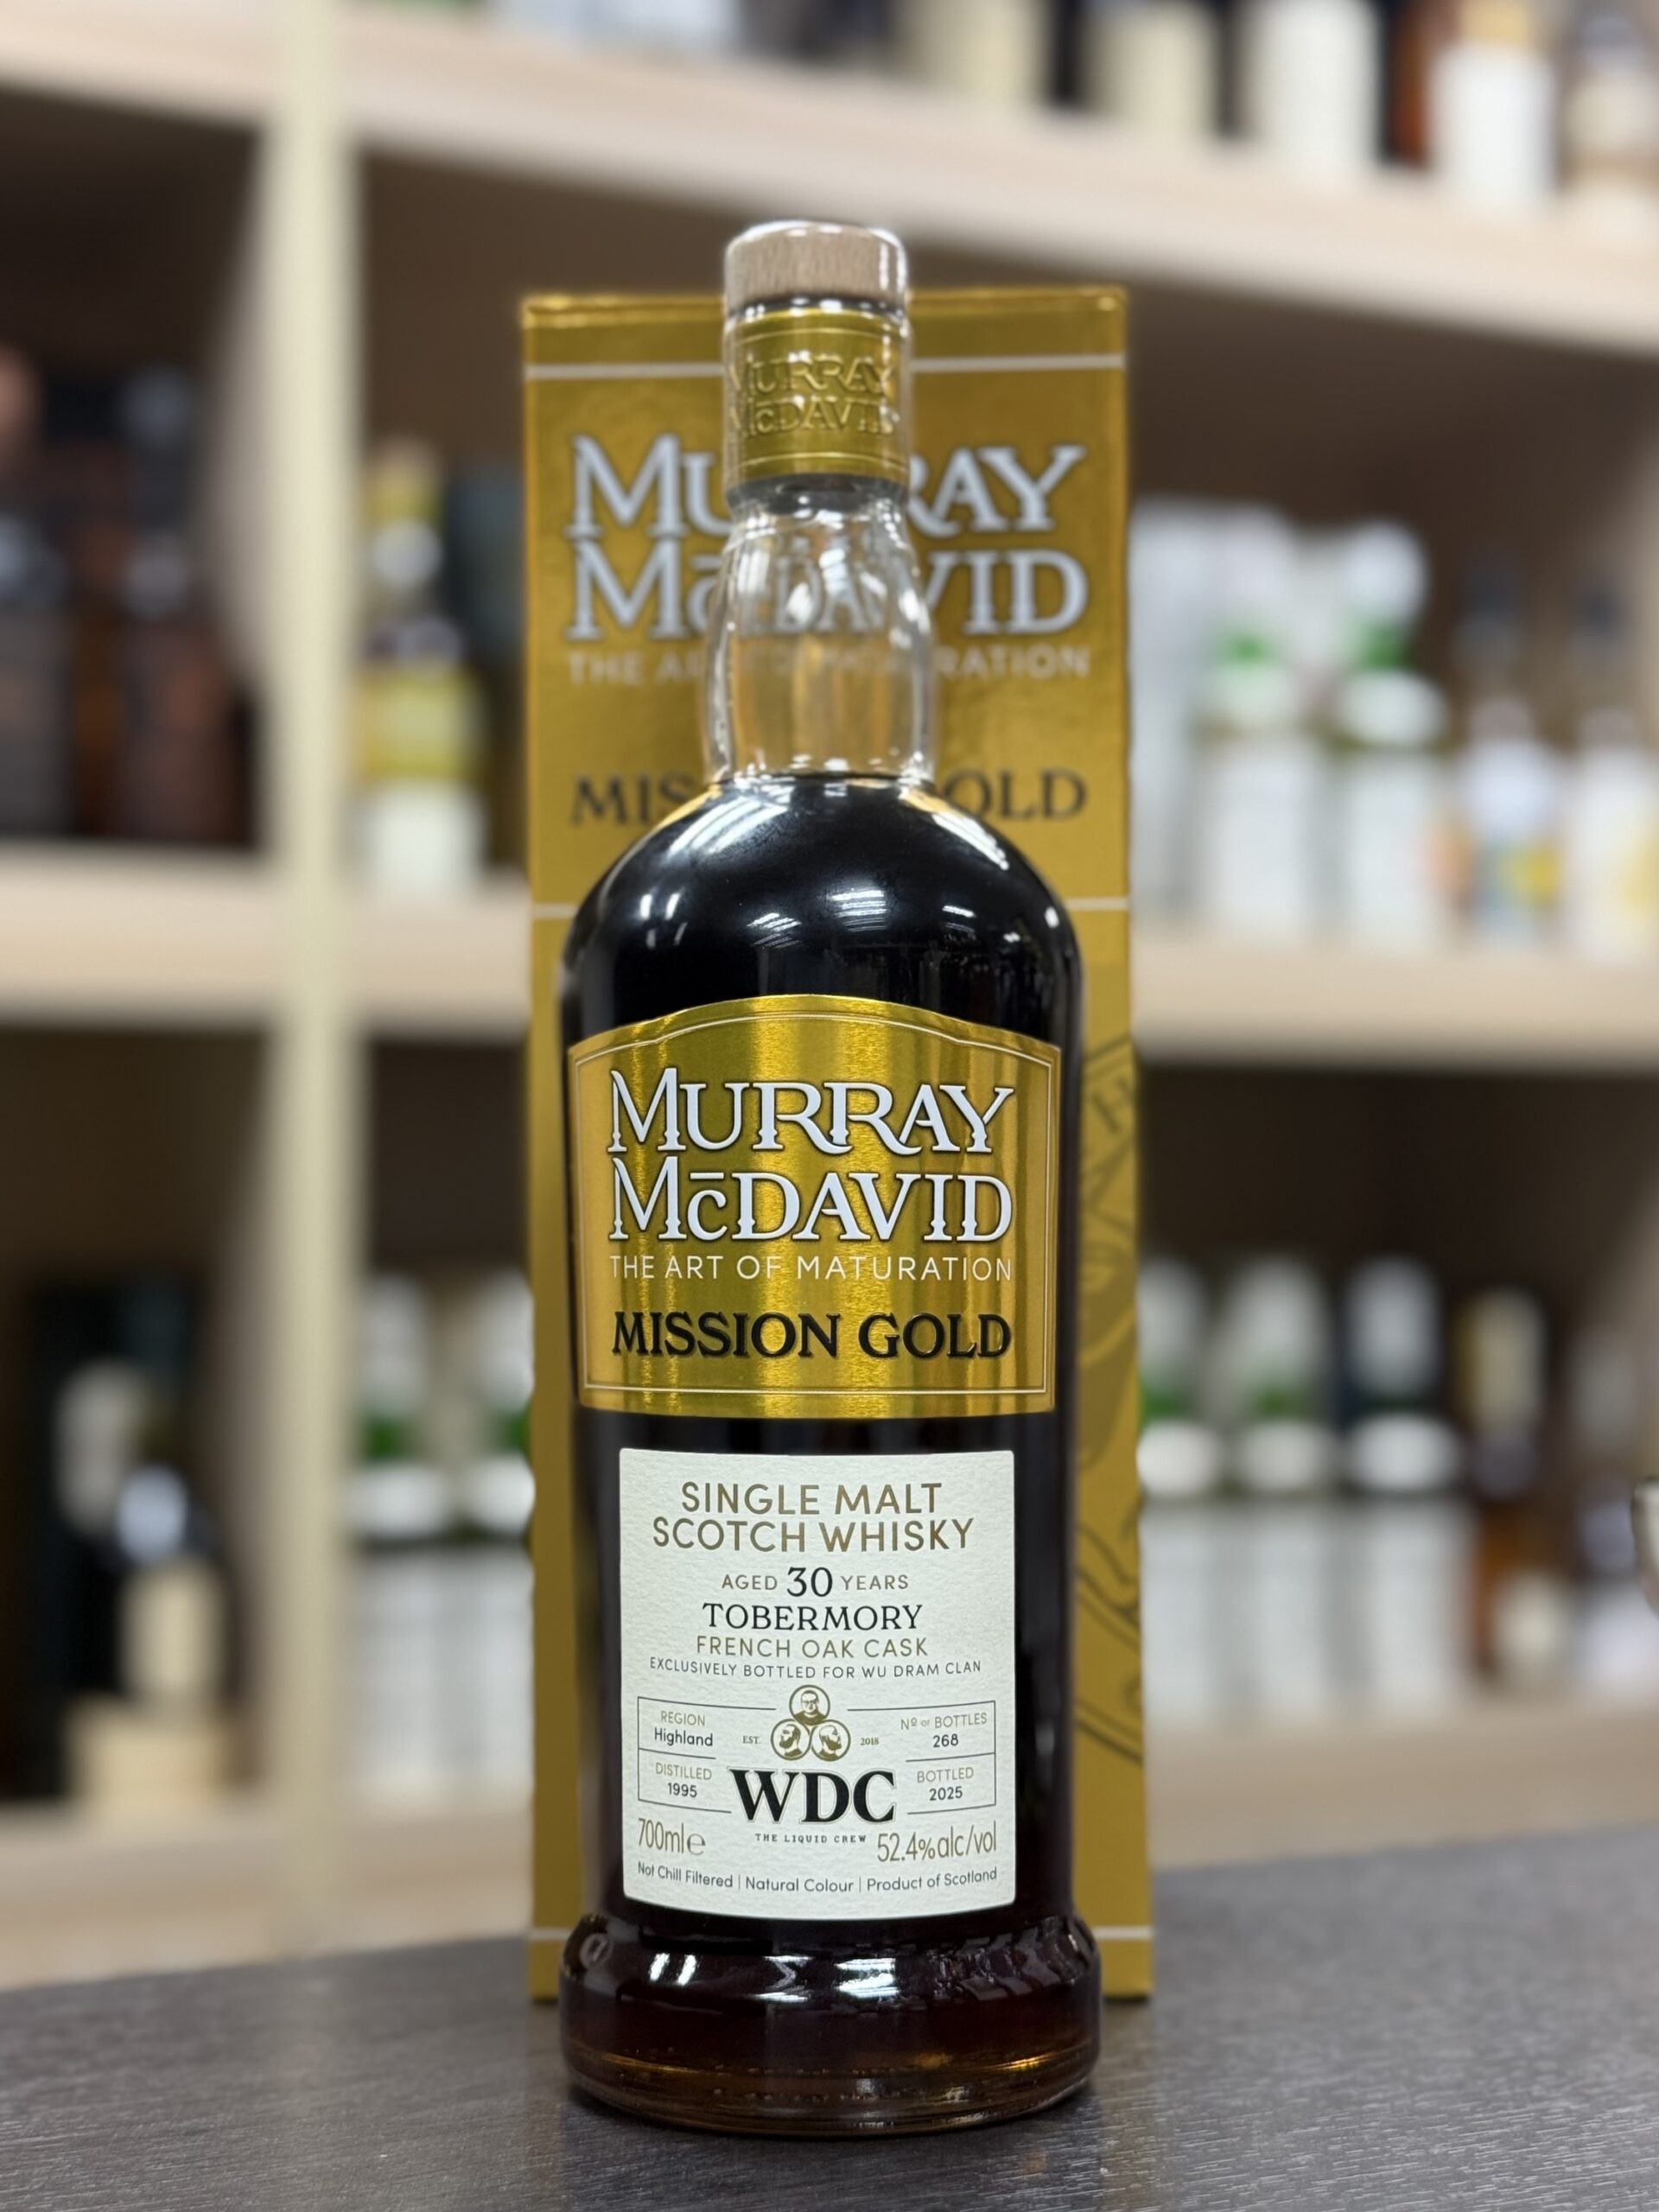 MURRAY
McDAVID
MURRAY
McDAVID
THE ART OF MATURATION
MISSION GOLD
MURRAY
McDAVID
THE ART OF MATURATION
MISSION GOLD
SINGLE MALT
SCOTCH WHISKY
AGED 30 YEARS
TOBERMORY
FRENCH OAK CASK
EXCLUSIVELY BOTTLED FOR WU DRAM CLAN
REGION
Highland
EST. 2018
Nº of BOTTLES
268
DISTILLED
1995
WDC
BOTTLED
2025
THE LIQUID CREW
700ml℮
52.4%alc/vol
Not Chill Filtered | Natural Colour | Product of Scotland